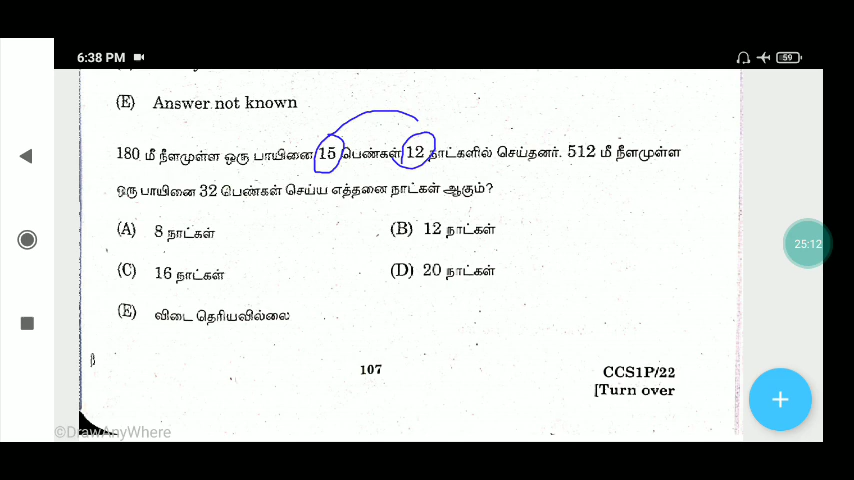 6:38 PM
59
(E) Answer not known
180 மீ நீளமுள்ள ஒரு பாயினை 15 பெண்கள் 12 நாட்களில் செய்தனர். 512 மீ நீளமுள்ள
ஒரு பாயினை 32 பெண்கள் செய்ய எத்தனை நாட்கள் ஆகும்?
(A) 8 நாட்கள்
(B) 12 நாட்கள்
(C) 16 நாட்கள்
(D) 20 நாட்கள்
(E) விடை தெரியவில்லை
25:12
β
107
CCS1P/22
[Turn over
©DrawAnyWhere